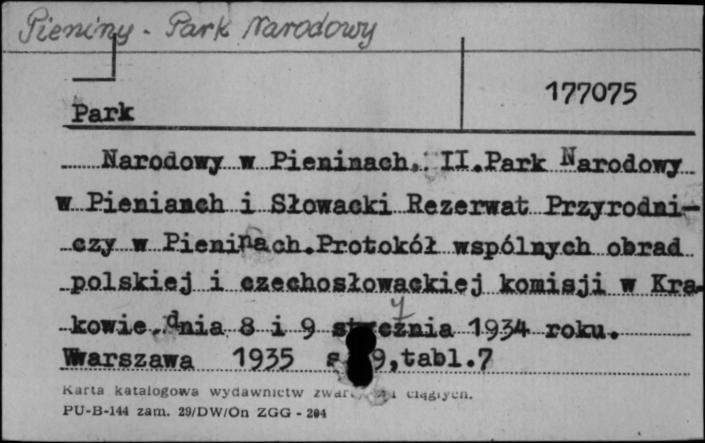 Pieniny - Park Narodowy
177075
Park
Narodowy w Pieninach. II.Park Narodowy
w Pienianch i Słowacki Rezerwat Przyrodni-
czy w Pieninach.Protokół wspólnych obrad
polskiej i czechosłowackiej komisji w Kra-
kowie.dnia 8 i 9 stycznia 1934 roku.
Warszawa 1935 9,tabl.7
Karta katalogowa wydawnictw ciągłych.
PU-B-144 zam. 29/DW/On ZGG - 204